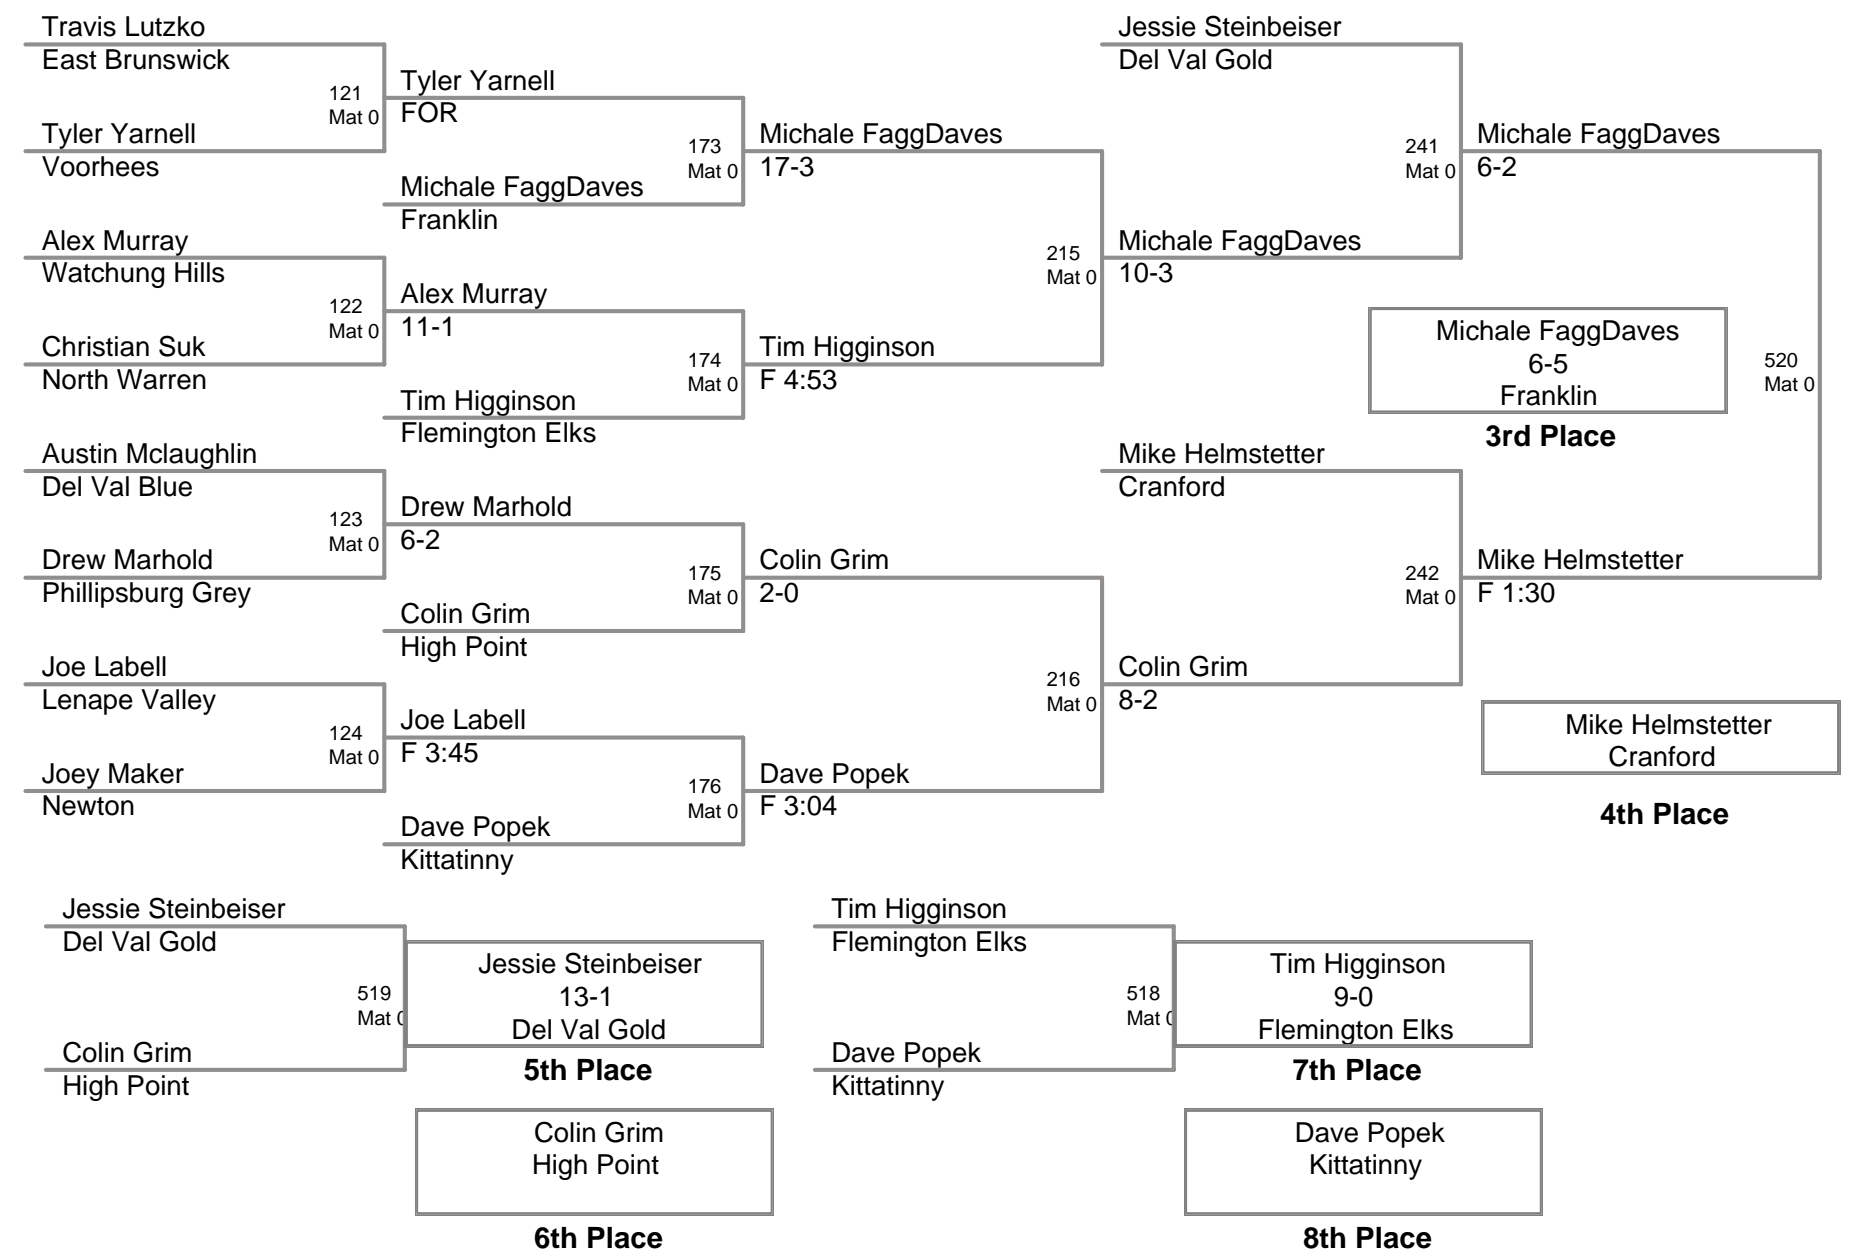 Travis Lutzko
East Brunswick
121
Mat 0
Tyler Yarnell
Voorhees
Tyler Yarnell
FOR
173
Mat 0
Michale FaggDaves
Franklin
Michale FaggDaves
17-3
Alex Murray
Watchung Hills
122
Mat 0
Christian Suk
North Warren
Alex Murray
11-1
174
Mat 0
Tim Higginson
Flemington Elks
Tim Higginson
F 4:53
215
Mat 0
Austin Mclaughlin
Del Val Blue
123
Mat 0
Drew Marhold
Phillipsburg Grey
Drew Marhold
6-2
175
Mat 0
Colin Grim
High Point
Colin Grim
2-0
Joe Labell
Lenape Valley
124
Mat 0
Joey Maker
Newton
Joe Labell
F 3:45
176
Mat 0
Dave Popek
Kittatinny
Dave Popek
F 3:04
216
Mat 0
Jessie Steinbeiser
Del Val Gold
241
Mat 0
Michale FaggDaves
10-3
Michale FaggDaves
6-2
Mike Helmstetter
Cranford
242
Mat 0
Colin Grim
8-2
Mike Helmstetter
F 1:30
520
Mat 0
Michale FaggDaves
6-5
Franklin
3rd Place
Mike Helmstetter
Cranford
4th Place
Jessie Steinbeiser
Del Val Gold
519
Mat 0
Colin Grim
High Point
Jessie Steinbeiser
13-1
Del Val Gold
5th Place
Colin Grim
High Point
6th Place
Tim Higginson
Flemington Elks
518
Mat 0
Dave Popek
Kittatinny
Tim Higginson
9-0
Flemington Elks
7th Place
Dave Popek
Kittatinny
8th Place